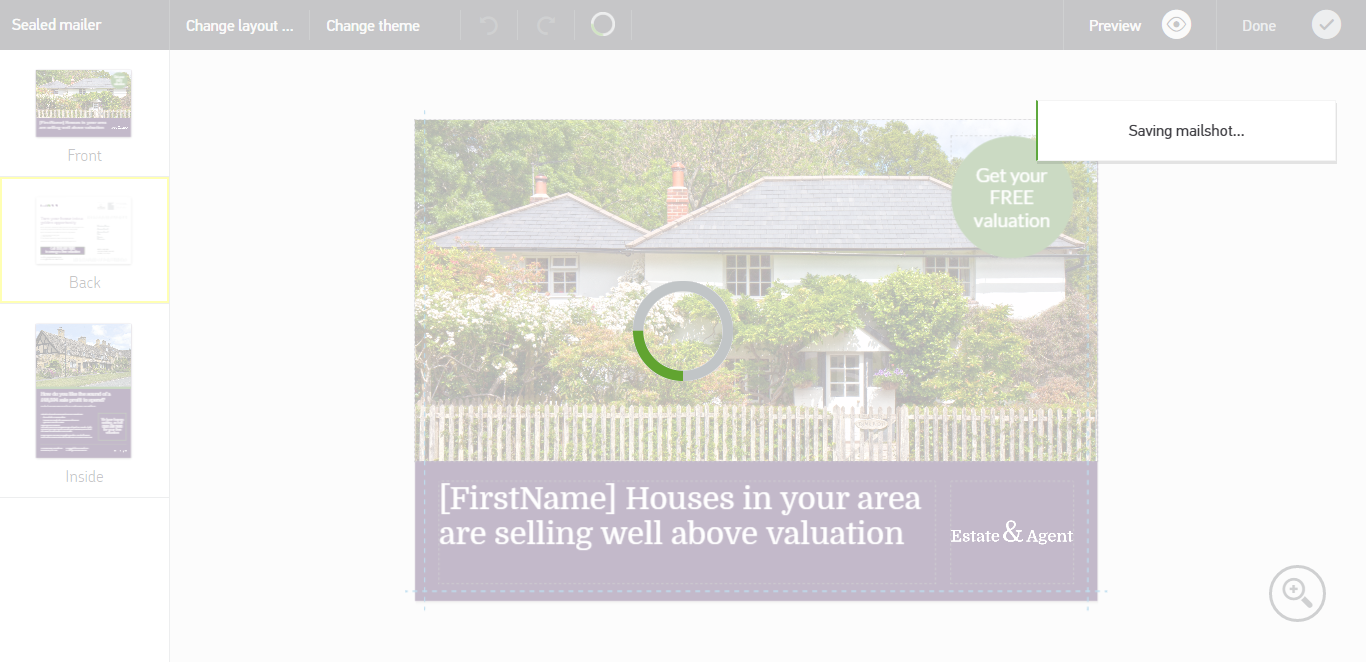 Sealed mailer
Change layout ...
Change theme
Preview
Done
Saving mailshot...
Front
Back
Inside
Get your
FREE
valuation
[FirstName] Houses in your area
are selling well above valuation
Estate & Agent